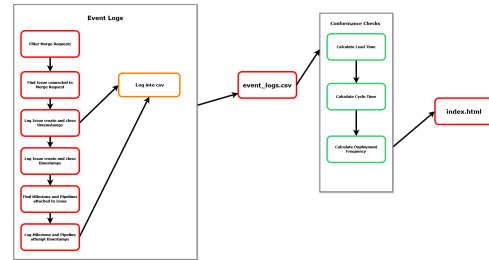 Event Logs
Filter Merge Requests
Find Issue connected to
Merge Request
Log Issue create and close
timestamps
Log Issue create and close
timestamps
Find Milestone and Pipelines
attached to Issue
Log Milestone and Pipeline
attempt timestamps
Log into csv
event_logs.csv
Conformance Checks
Calculate Lead Time
Calculate Cycle Time
Calculate Deployment
Frequency
index.html